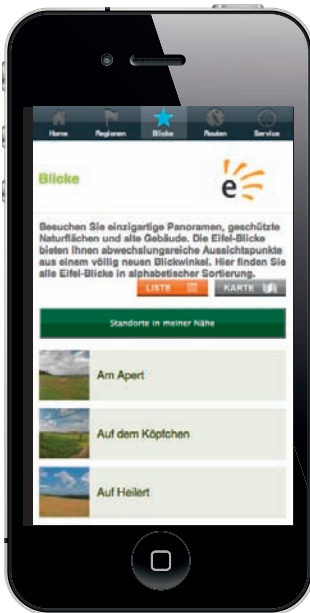 Home Regionen Blicke Routen Service
Blicke
e
Besuchen Sie einzigartige Panoramen, geschützte
Naturflächen und alte Gebäude. Die Eifel-Blicke
bieten Ihnen abwechslungsreiche Aussichtspunkte
aus einem völlig neuen Blickwinkel. Hier finden Sie
alle Eifel-Blicke in alphabetischer Sortierung.
LISTE KARTE
Standorte in meiner Nähe
Am Apert
Auf dem Köpfchen
Auf Heilert